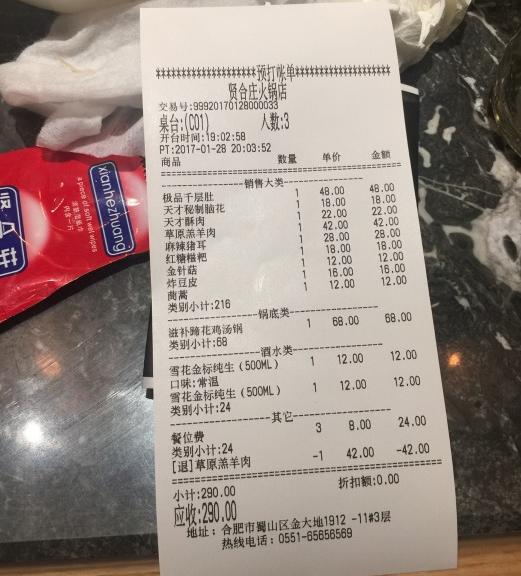 预打帐单
贤合庄火锅店
交易号:99920170128000033
桌台:(C01) 人数:3
开台时间:19:02:58
PT:2017-01-28 20:03:52
商品 数量 单价 金额
销售大类
极品千层肚 1 48.00 48.00
天才秘制脑花 1 18.00 18.00
天才酥肉 1 22.00 22.00
草原羔羊肉 1 42.00 42.00
麻辣猪耳 1 28.00 28.00
红糖糍粑 1 18.00 18.00
金针菇 1 12.00 12.00
炸豆皮 1 16.00 16.00
茼蒿 1 12.00 12.00
类别小计:216
锅底类
滋补蹄花鸡汤锅 1 68.00 68.00
类别小计:68
酒水类
雪花金标纯生(500ML) 1 12.00 12.00
口味:常温
雪花金标纯生(500ML) 1 12.00 12.00
类别小计:24
其它
餐位费 3 8.00 24.00
类别小计:24
[退]草原羔羊肉 -1 42.00 -42.00
小计:290.00 折扣额:0.00
应收:290.00
地址:合肥市蜀山区金大地1912 -11#3层
热线电话:0551-65656569
xianhezhuang
a piece of soft wet wipes